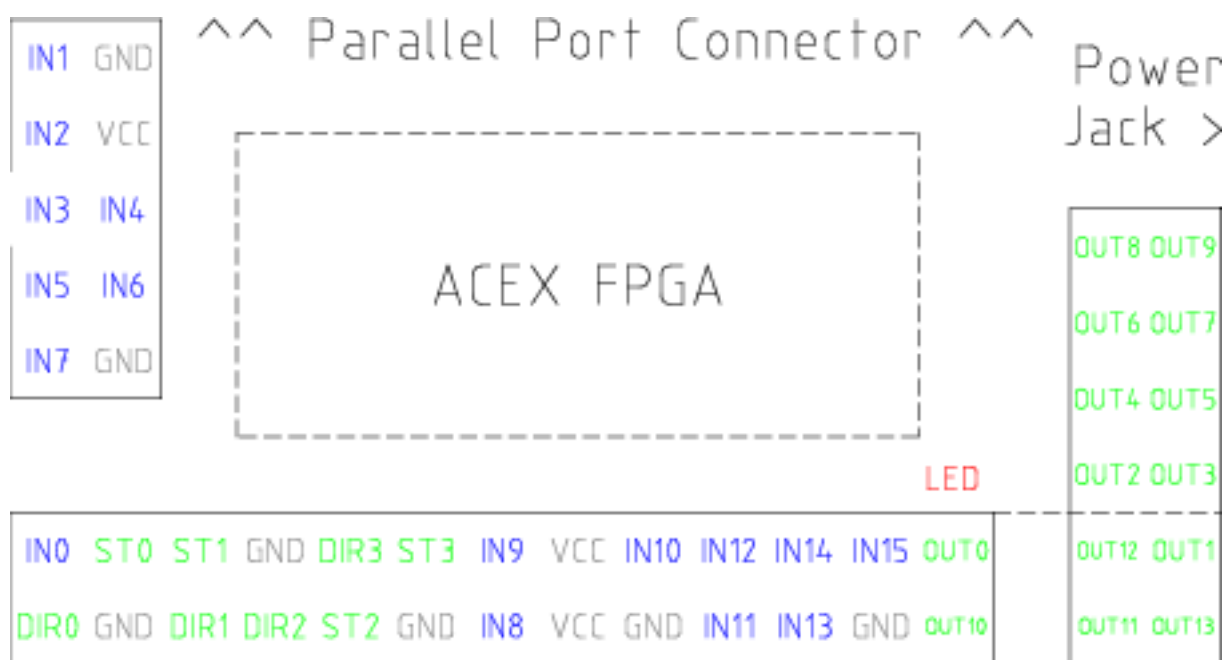 ^^ Parallel Port Connector ^^
Power
Jack >
IN1 GND
IN2 VCC
IN3 IN4
IN5 IN6
IN7 GND
ACEX FPGA
OUT8 OUT9
OUT6 OUT7
OUT4 OUT5
OUT2 OUT3
LED
IN0 ST0 ST1 GND DIR3 ST3 IN9 VCC IN10 IN12 IN14 IN15 OUT0
OUT12 OUT1
DIR0 GND DIR1 DIR2 ST2 GND IN8 VCC GND IN11 IN13 GND OUT10
OUT11 OUT13